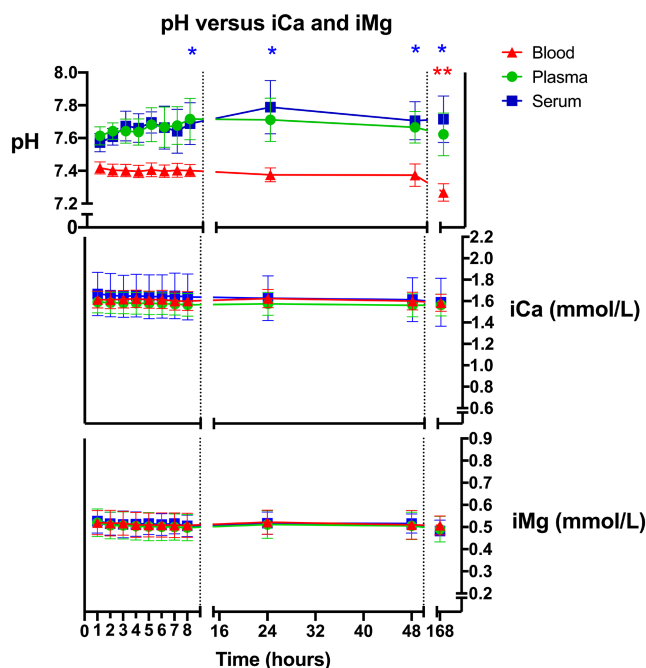 pH versus iCa and iMg
* * * *
**
Blood
Plasma
Serum
pH
8.0
7.8
7.6
7.4
7.2
0
iCa (mmol/L)
2.2
2.0
1.8
1.6
1.4
1.2
1.0
0.8
0.6
iMg (mmol/L)
0.9
0.8
0.7
0.6
0.5
0.4
0.3
0.2
0 1 2 3 4 5 6 7 8 16 24 32 40 48 168
Time (hours)